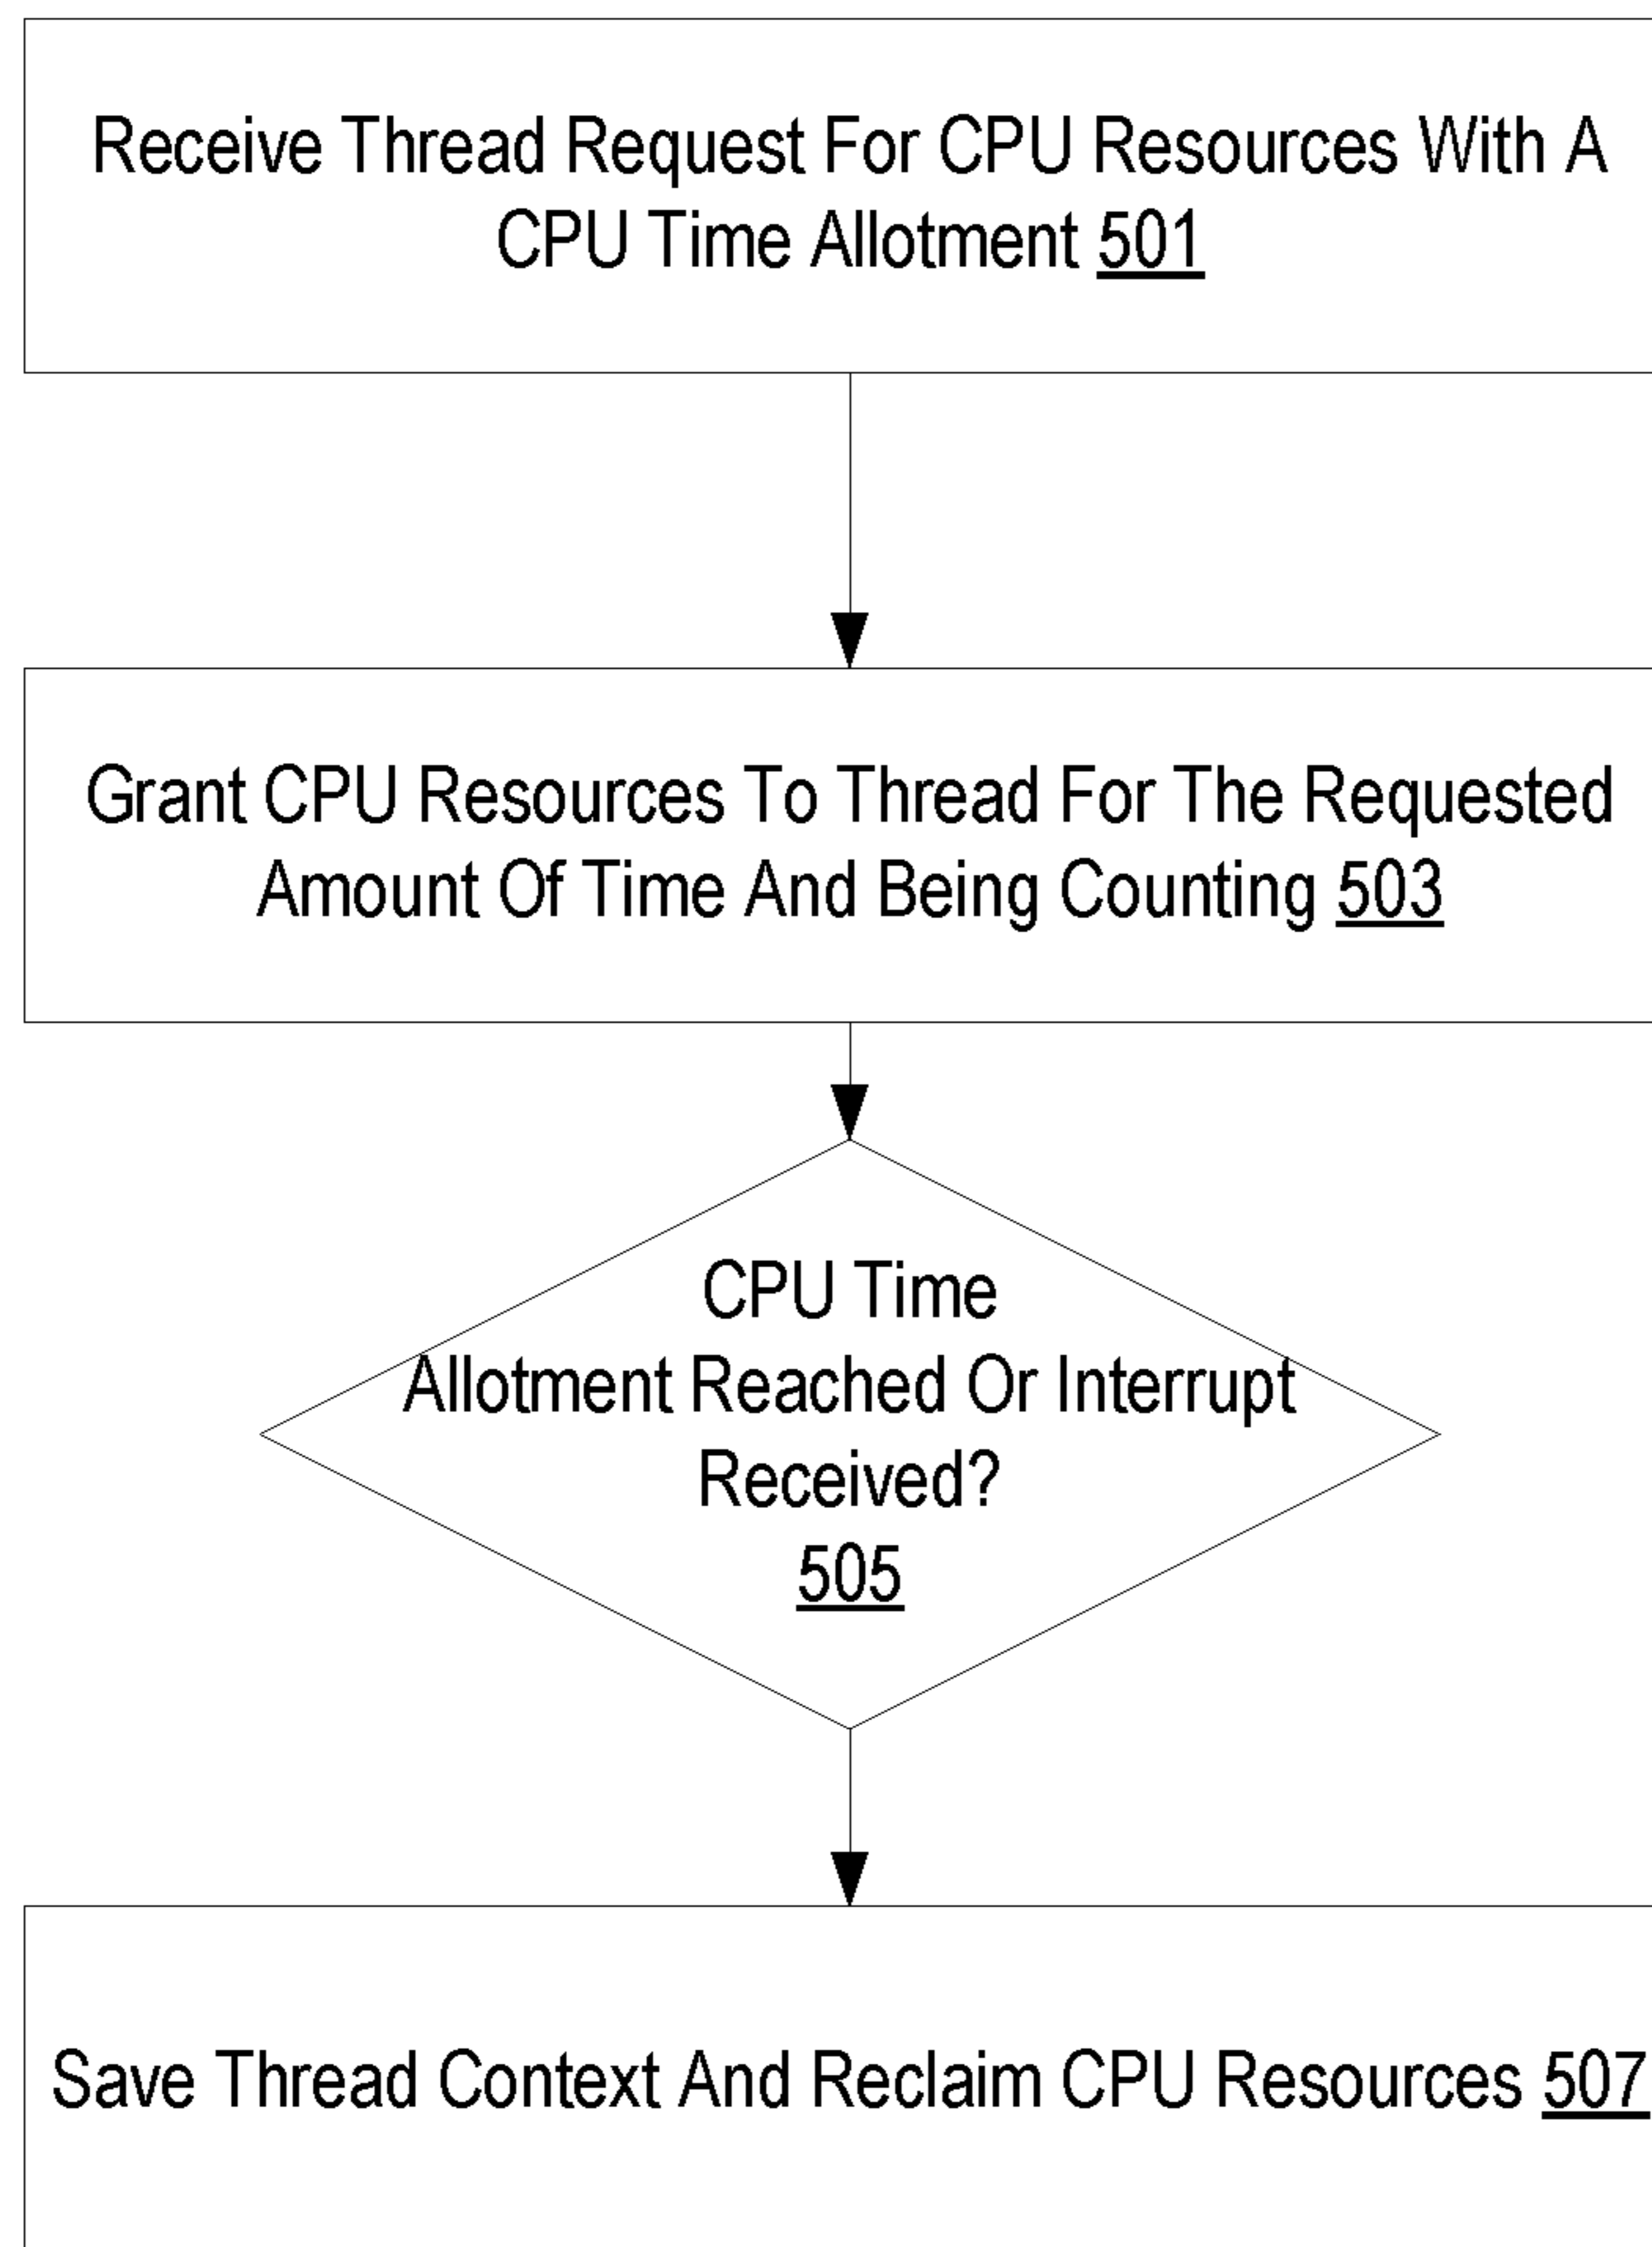 Receive Thread Request For CPU Resources With A
CPU Time Allotment 501
Grant CPU Resources To Thread For The Requested
Amount Of Time And Being Counting 503
CPU Time
Allotment Reached Or Interrupt
Received?
505
Save Thread Context And Reclaim CPU Resources 507